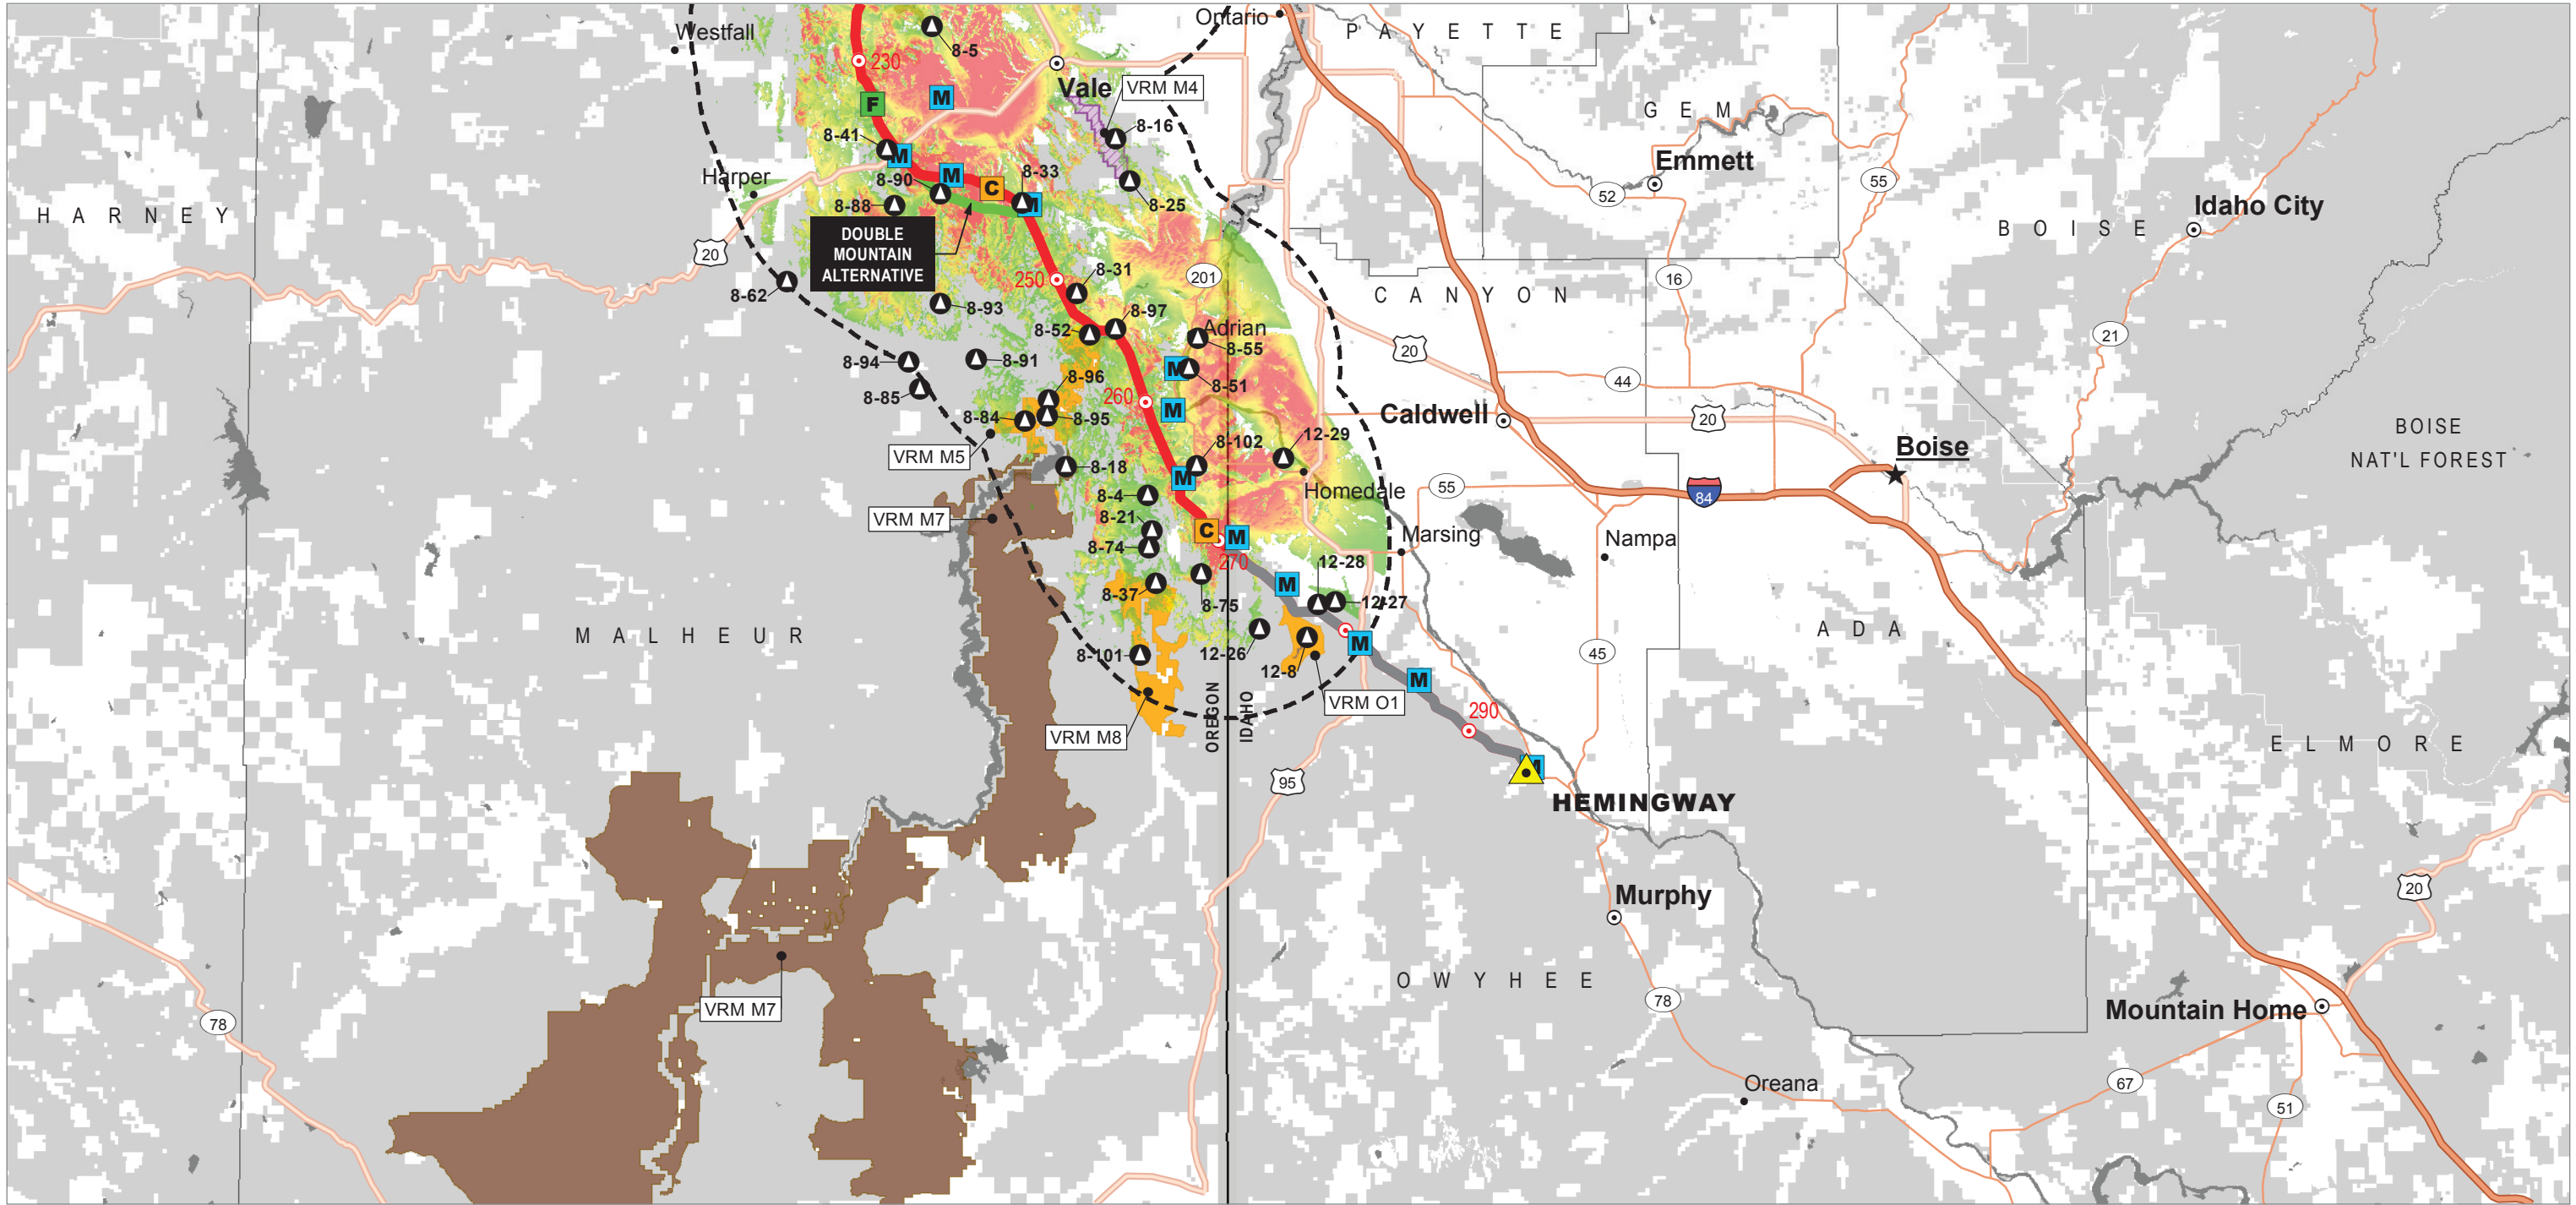 Westfall
Ontario
P A Y E T T E
8-5
230
Vale
VRM M4
F
M
G E M
8-16
8-41
M
Emmett
M
8-33
C
M
8-90
Harper
52
55
8-88
8-25
Idaho City
H A R N E Y
B O I S E
DOUBLE
MOUNTAIN
ALTERNATIVE
20
201
16
250
8-31
8-62
C A N Y O N
8-93
8-97
8-52
Adrian
21
8-55
20
8-94
8-91
M
8-96
8-51
44
8-85
260
M
Caldwell
20
8-84
8-95
BOISE
NAT'L FOREST
8-102
12-29
Boise
VRM M5
8-18
M
Homedale
55
84
8-4
VRM M7
8-21
C
M
Marsing
Nampa
8-74
270
12-28
M
8-37
8-75
12-27
M A L H E U R
A D A
M
45
8-101
12-26
12-8
M
VRM O1
OREGON
IDAHO
290
VRM M8
E L M O R E
M
95
HEMINGWAY
20
Murphy
O W Y H E E
78
VRM M7
Mountain Home
78
Oreana
67
51